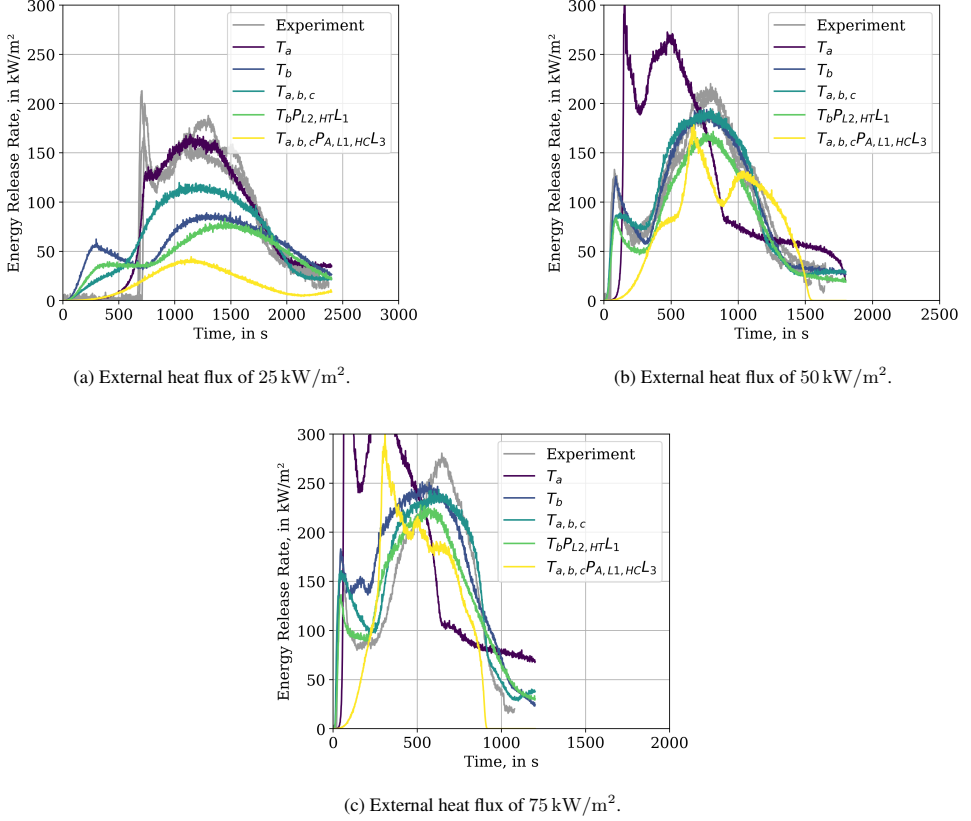 300
250
200
150
100
50
0
Energy Release Rate, in kW/m²
Experiment
T_a
T_b
T_{a, b, c}
T_bP_{L2, HT}L_1
T_{a, b, c}P_{A, L1, HC}L_3
0 500 1000 1500 2000 2500 3000
Time, in s
(a) External heat flux of 25 kW/m².
300
250
200
150
100
50
0
Energy Release Rate, in kW/m²
Experiment
T_a
T_b
T_{a, b, c}
T_bP_{L2, HT}L_1
T_{a, b, c}P_{A, L1, HC}L_3
0 500 1000 1500 2000 2500
Time, in s
(b) External heat flux of 50 kW/m².
300
250
200
150
100
50
0
Energy Release Rate, in kW/m²
Experiment
T_a
T_b
T_{a, b, c}
T_bP_{L2, HT}L_1
T_{a, b, c}P_{A, L1, HC}L_3
0 500 1000 1500 2000
Time, in s
(c) External heat flux of 75 kW/m².